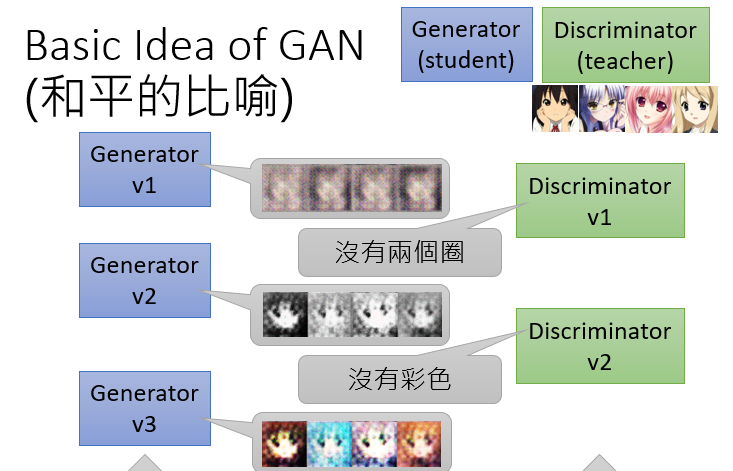 Basic Idea of GAN
(和平的比喻)
Generator
(student)
Discriminator
(teacher)
Generator
v1
Discriminator
v1
沒有兩個圈
Generator
v2
Discriminator
v2
沒有彩色
Generator
v3